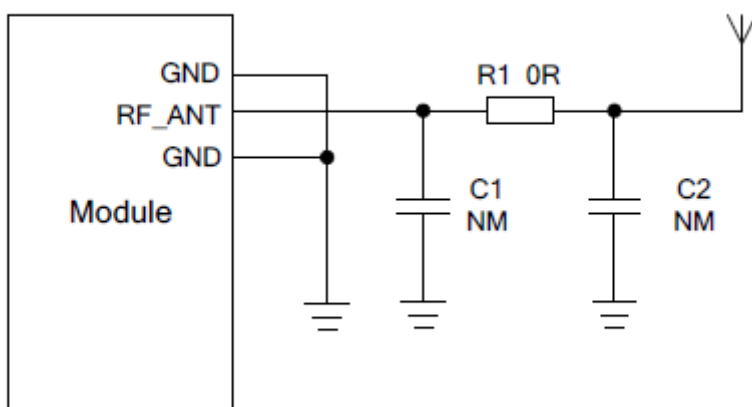 GND
R1 0R
RF_ANT
GND
Module
C1
NM
C2
NM